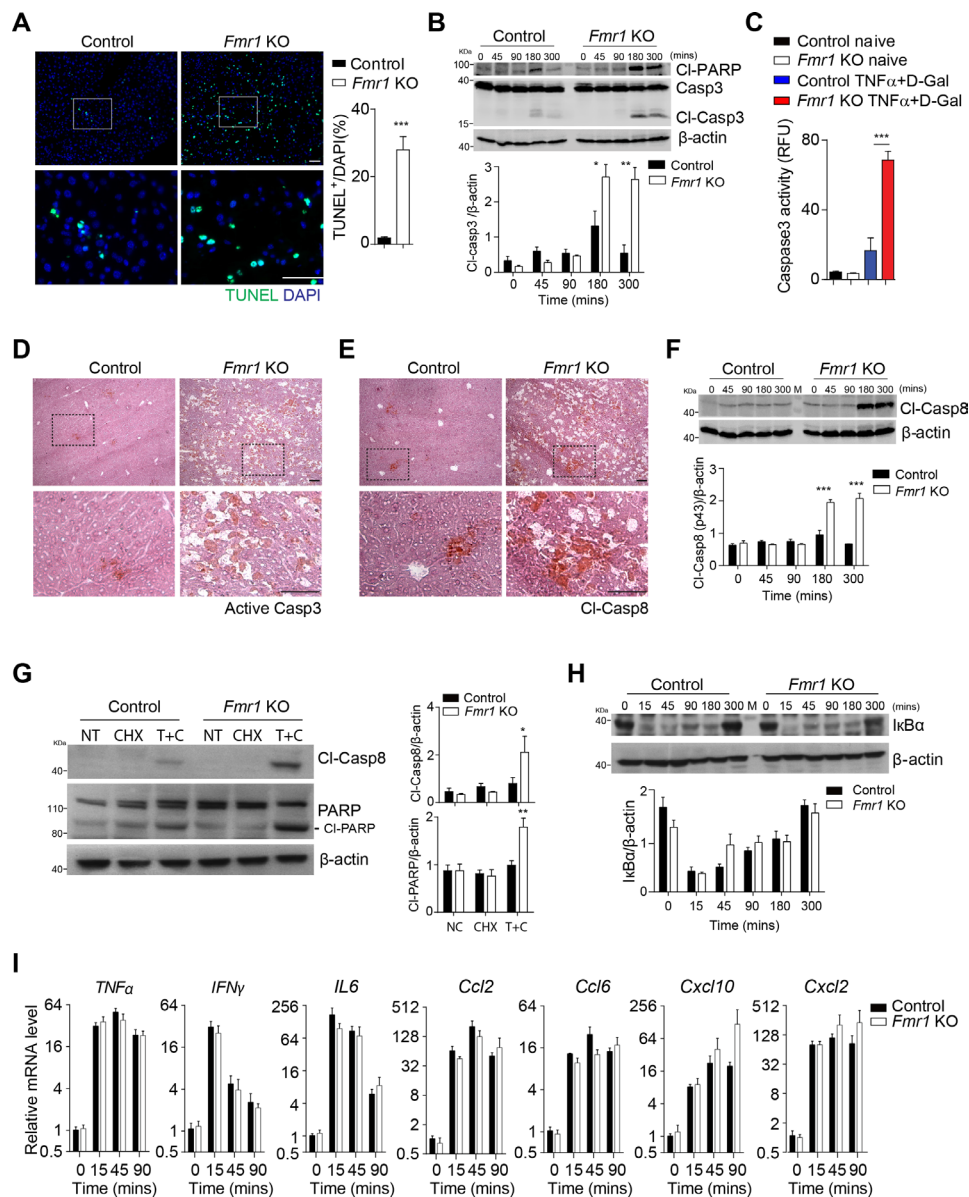 A
Control
Fmr1 KO
Control
Fmr1 KO
TUNEL⁺/DAPI(%)
60
40
20
0
***
TUNEL DAPI
B
Control
Fmr1 KO
KDa
0 45 90 180 300
0 45 90 180 300 (mins)
100
Cl-PARP
Casp3
Cl-Casp3
15
40
β-actin
Control
Fmr1 KO
Cl-casp3 /β-actin
3
2
1
0
*
**
0 45 90 180 300
Time (mins)
C
Control naive
Fmr1 KO naive
Control TNFα+D-Gal
Fmr1 KO TNFα+D-Gal
Caspase3 activity (RFU)
80
40
0
***
D
Control
Fmr1 KO
Active Casp3
E
Control
Fmr1 KO
Cl-Casp8
F
Control
Fmr1 KO
KDa
0 45 90 180 300 M 0 45 90 180 300 (mins)
40
Cl-Casp8
40
β-actin
Control
Fmr1 KO
Cl-Casp8 (p43)/β-actin
3
2
1
0
***
***
0 45 90 180 300
Time (mins)
G
Control
Fmr1 KO
NT CHX T+C NT CHX T+C
KDa
40
Cl-Casp8
110
PARP
80
- Cl-PARP
40
β-actin
Control
Fmr1 KO
Cl-Casp8/β-actin
4
2
0
*
Cl-PARP/β-actin
2
1
0
**
NC CHX T+C
H
Control
Fmr1 KO
KDa
0 15 45 90 180 300 M 0 15 45 90 180 300 (mins)
40
IκBα
40
β-actin
Control
Fmr1 KO
IκBα/β-actin
2
1
0
0 15 45 90 180 300
Time (mins)
I
Relative mRNA level
TNFα
64
16
4
1
0.5
0 15 45 90
Time (mins)
IFNγ
64
16
4
1
0.5
0 15 45 90
Time (mins)
IL6
256
64
16
4
1
0.5
0 15 45 90
Time (mins)
Ccl2
512
128
32
8
2
0.5
0 15 45 90
Time (mins)
Ccl6
64
16
4
1
0.5
0 15 45 90
Time (mins)
Cxcl10
256
64
16
4
1
0.5
0 15 45 90
Time (mins)
Cxcl2
512
128
32
8
2
0.5
0 15 45 90
Time (mins)
Control
Fmr1 KO